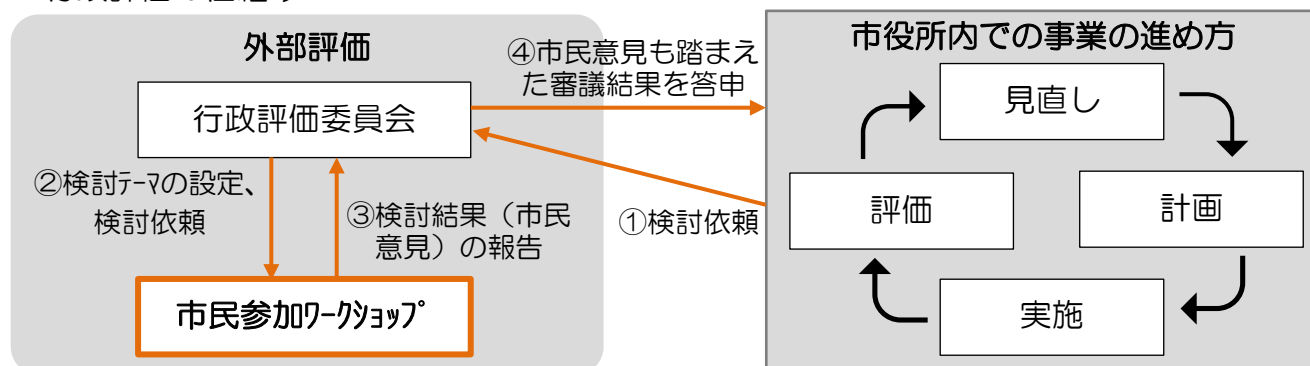 外部評価
行政評価委員会
②検討ﾃｰﾏの設定、
検討依頼
③検討結果（市民
意見）の報告
市民参加ﾜｰｸｼｮｯﾌﾟ
④市民意見も踏まえ
た審議結果を答申
①検討依頼
市役所内での事業の進め方
見直し
評価
計画
実施